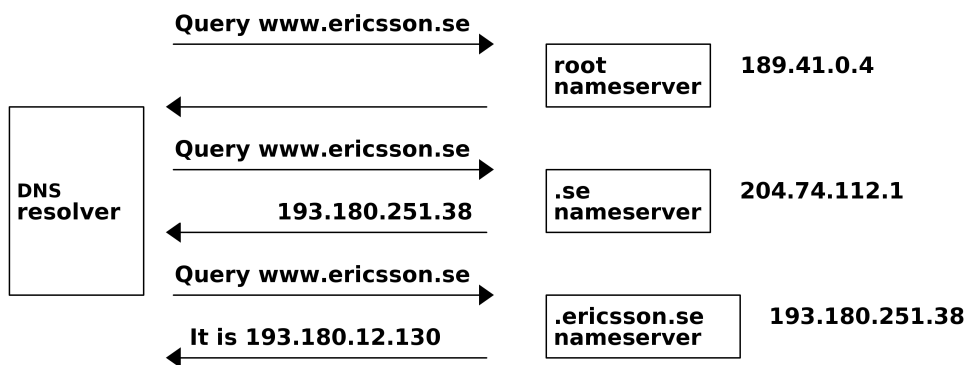 Query www.ericsson.se
root
nameserver
189.41.0.4
Query www.ericsson.se
DNS
resolver
.se
nameserver
204.74.112.1
193.180.251.38
Query www.ericsson.se
.ericsson.se
nameserver
193.180.251.38
It is 193.180.12.130